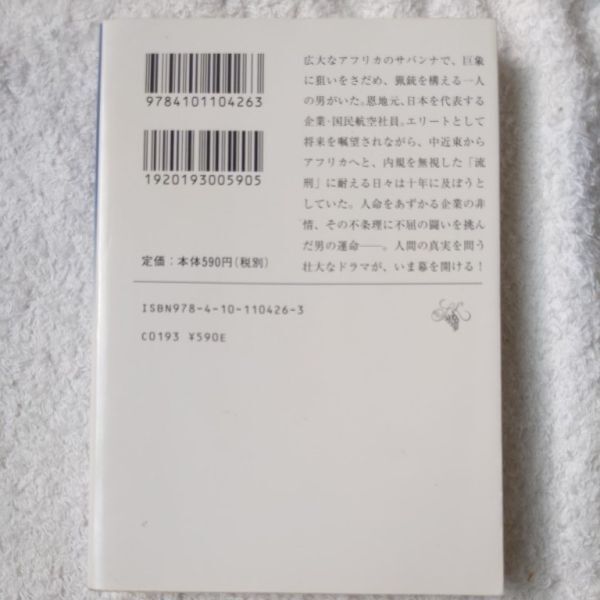 9784101104263
1920193005905
定価：本体590円（税別）
広大なアフリカのサバンナで、巨象
に狙いをさだめ、猟銃を構える一人
の男がいた。恩地元、日本を代表する
企業・国民航空社員。エリートとして
将来を嘱望されながら、中近東から
アフリカへと、内規を無視した「流
刑」に耐える日々は十年に及ぼうと
していた。人命をあずかる企業の非
情、その不条理に不屈の闘いを挑ん
だ男の運命――。人間の真実を問う
壮大なドラマが、いま幕を開ける！
ISBN978-4-10-110426-3
C0193 ¥590E